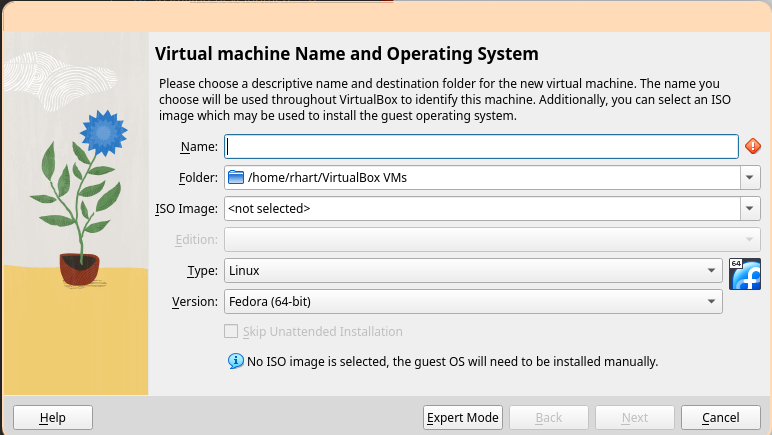 Virtual machine Name and Operating System
Please choose a descriptive name and destination folder for the new virtual machine. The name you
choose will be used throughout VirtualBox to identify this machine. Additionally, you can select an ISO
image which may be used to install the guest operating system.
Name:
Folder: /home/rhart/VirtualBox VMs
ISO Image: <not selected>
Edition:
Type: Linux
64
Version: Fedora (64-bit)
Skip Unattended Installation
No ISO image is selected, the guest OS will need to be installed manually.
Help Expert Mode Back Next Cancel